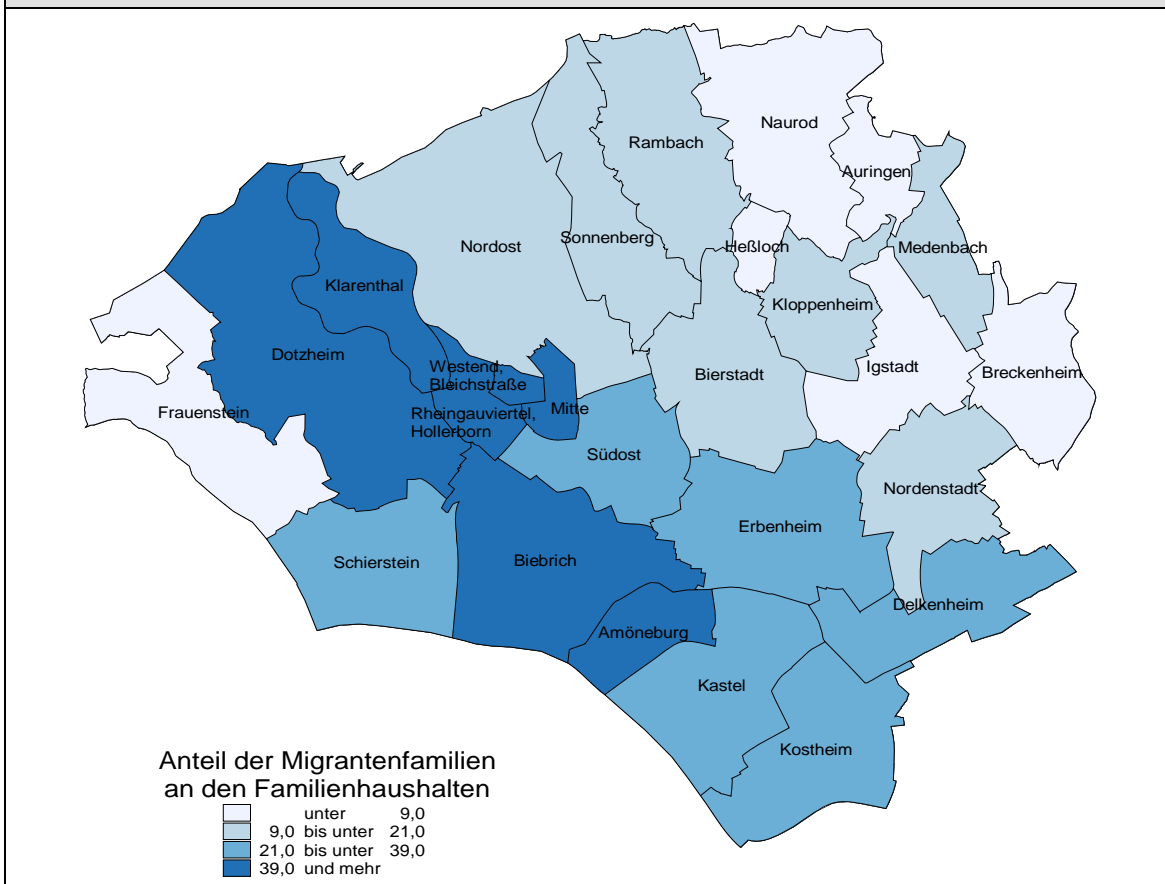 Naurod
Rambach
Auringen
Nordost
Sonnenberg
Heßloch
Medenbach
Klarenthal
Kloppenheim
Dotzheim
Westend,
Bleichstraße
Bierstadt
Igstadt
Breckenheim
Frauenstein
Rheingauviertel,
Hollerborn
Mitte
Südost
Nordenstadt
Erbenheim
Schierstein
Biebrich
Delkenheim
Amöneburg
Kastel
Kostheim
Anteil der Migrantenfamilien
an den Familienhaushalten
unter 9,0
9,0 bis unter 21,0
21,0 bis unter 39,0
39,0 und mehr